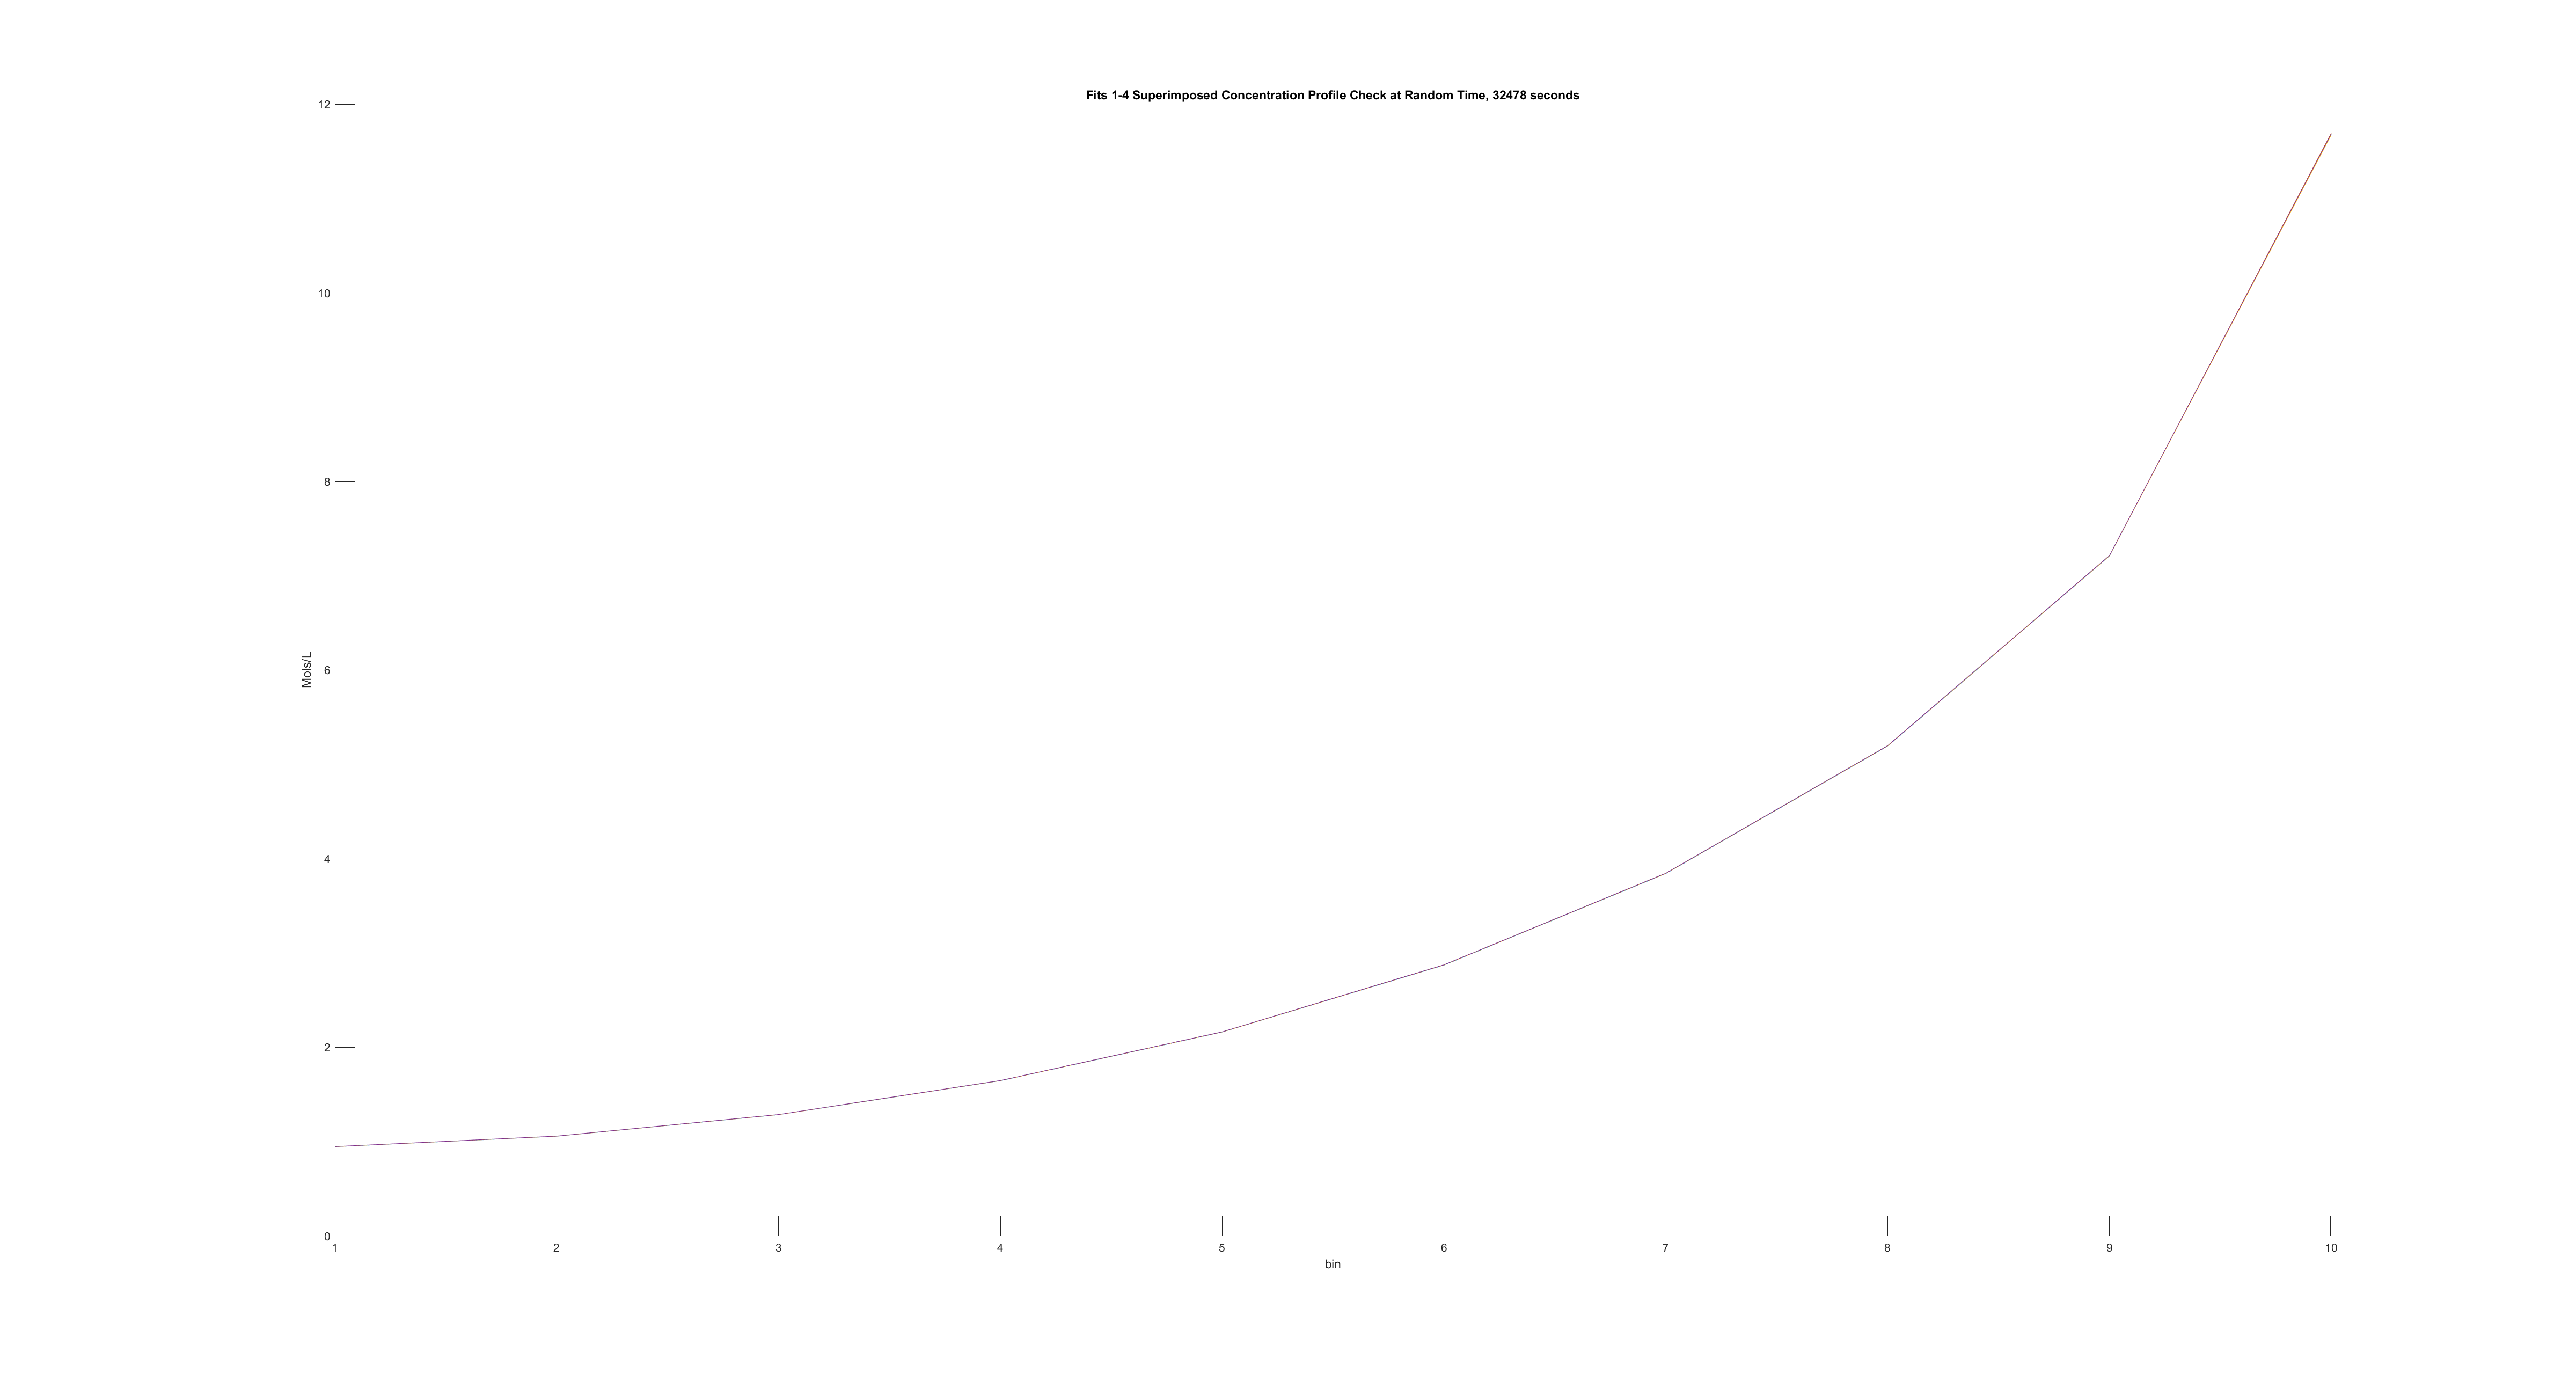 Fits 1-4 Superimposed Concentration Profile Check at Random Time, 32478 seconds
12
10
8
6
4
2
0
Mols/L
1 2 3 4 5 6 7 8 9 10
bin